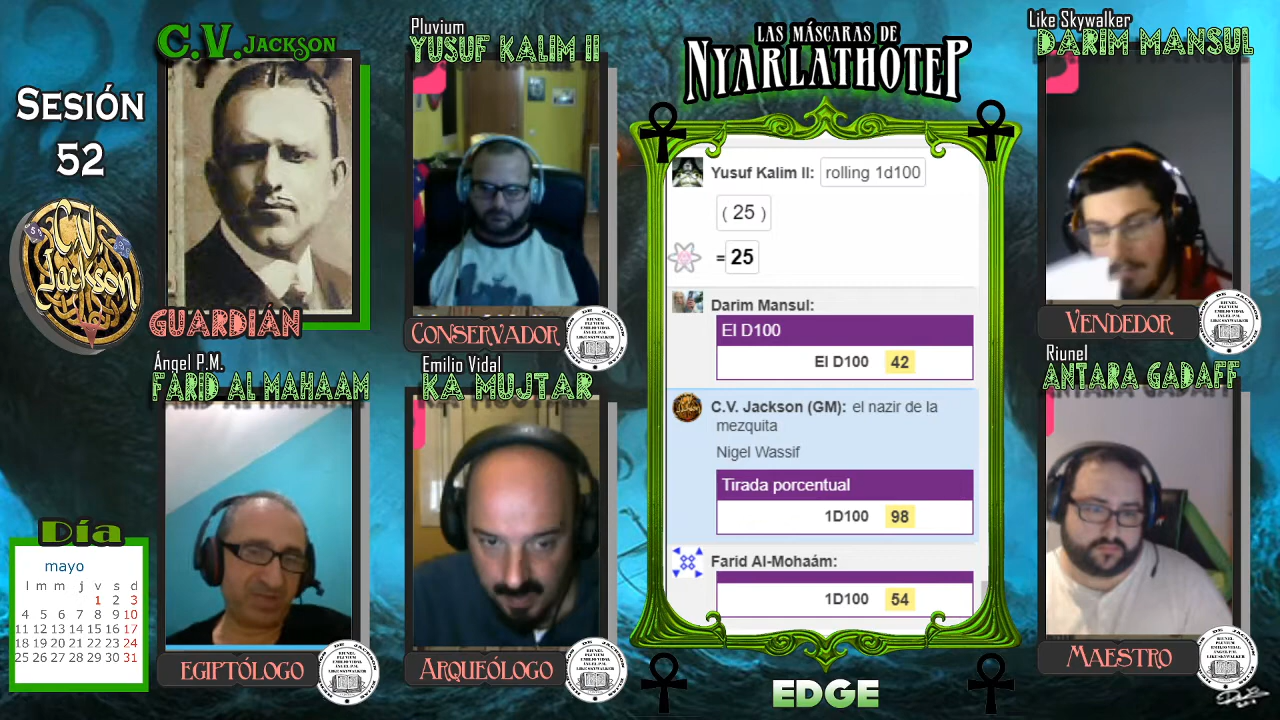 SESIÓN
52
C.V. Jackson
C.V. JACKSON
GUARDIÁN
Pluvium
YUSUF KALIM II
CONSERVADOR
LAS MÁSCARAS DE
NYARLATHOTEP
Yusuf Kalim II: rolling 1d100
( 25 )
= 25
Darim Mansul:
El D100
El D100 42
C.V. Jackson (GM): el nazir de la
mezquita
Nigel Wassif
Tirada porcentual
1D100 98
Farid Al-Mohaám:
1D100 54
EDGE
Like Skywalker
DARIM MANSUL
VENDEDOR
Ángel P.M.
FARID AL MAHAAM
EGIPTÓLOGO
Emilio Vidal
KA MUJTAR
ARQUEÓLOGO
Riunel
ANTARA GADAFF
MAESTRO
Día
mayo
l m m j v s d
1 2 3
4 5 6 7 8 9 10
11 12 13 14 15 16 17
18 19 20 21 22 23 24
25 26 27 28 29 30 31